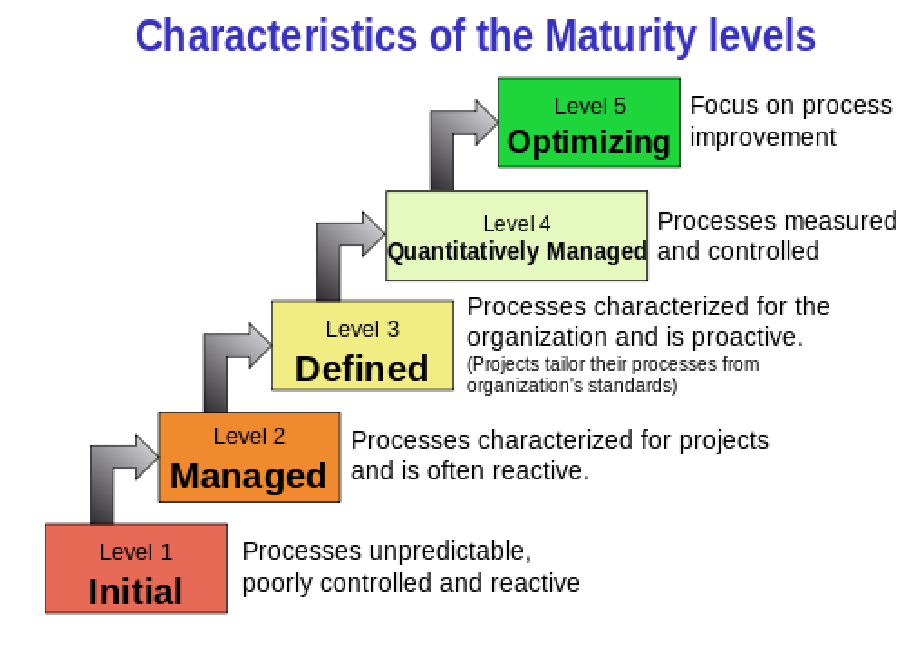 Characteristics of the Maturity levels
Level 5
Optimizing
Focus on process
improvement
Level 4
Quantitatively Managed
Processes measured
and controlled
Level 3
Defined
Processes characterized for the
organization and is proactive.
(Projects tailor their processes from
organization's standards)
Level 2
Managed
Processes characterized for projects
and is often reactive.
Level 1
Initial
Processes unpredictable,
poorly controlled and reactive